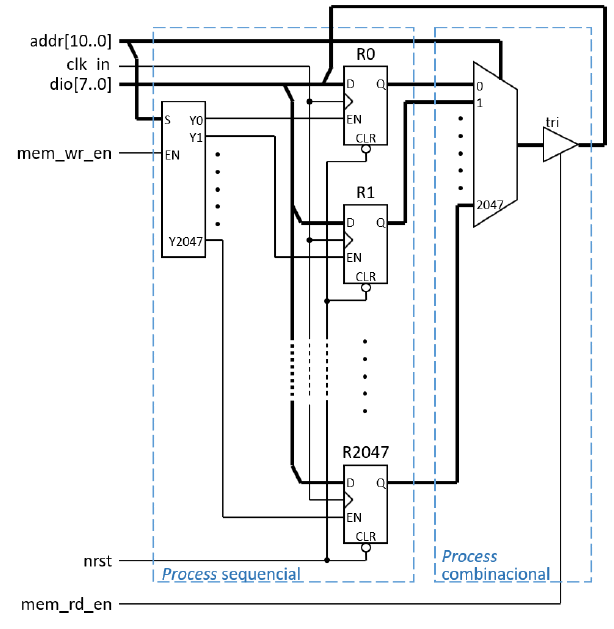 addr[10..0]
clk_in
dio[7..0]
mem_wr_en
S
EN
Y0
Y1
Y2047
R0
D
Q
EN
CLR
R1
D
Q
EN
CLR
R2047
D
Q
EN
CLR
0
1
2047
tri
nrst
mem_rd_en
Process sequencial
Process
combinacional